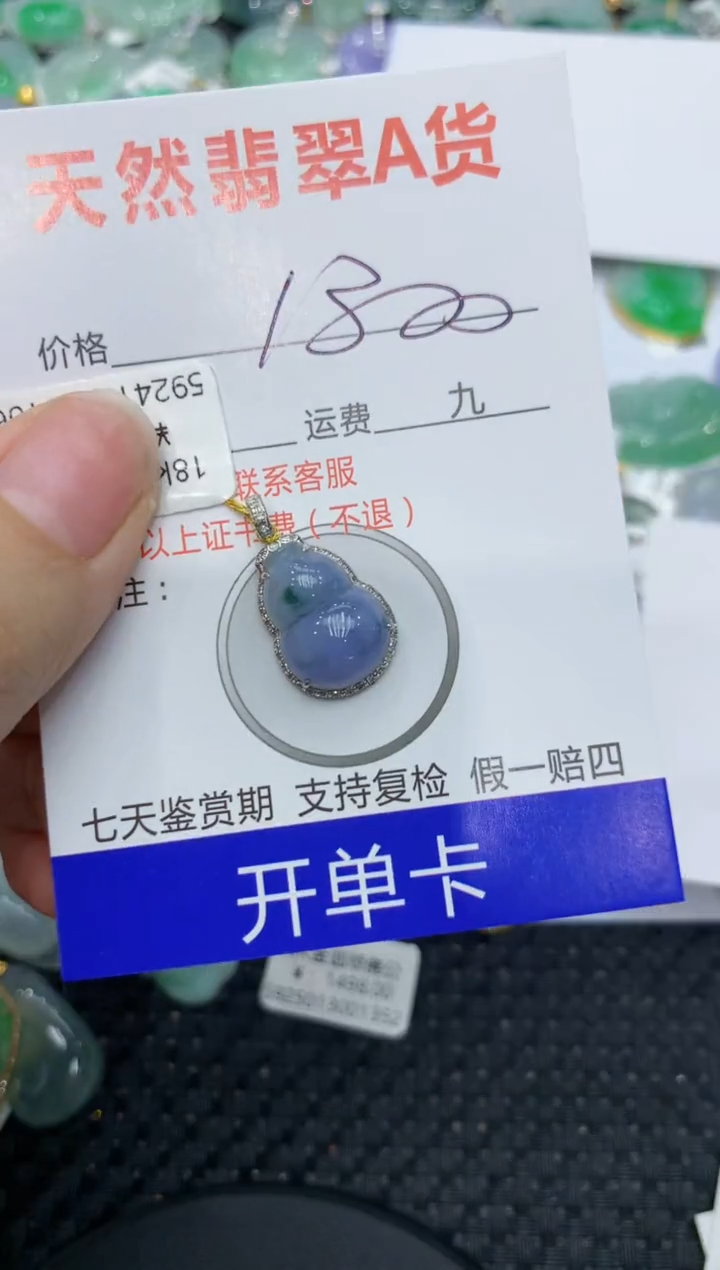 天然翡翠A货
价格 1300
5924
¥
运费 九
18K
联系客服
以上证书费（不退）
注：
七天鉴赏期 支持复检 假一赔四
开单卡